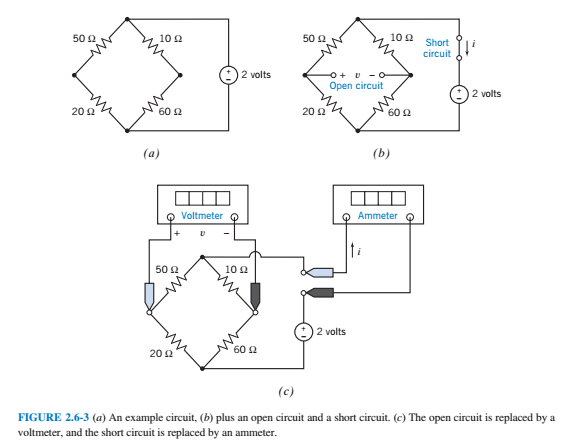 50 Ω 10 Ω
2 volts
20 Ω 60 Ω
(a)
50 Ω 10 Ω
Short
circuit
i
+ v −
Open circuit
2 volts
20 Ω 60 Ω
(b)
Voltmeter
+ v −
Ammeter
i
50 Ω 10 Ω
2 volts
20 Ω 60 Ω
(c)
FIGURE 2.6-3 (a) An example circuit, (b) plus an open circuit and a short circuit. (c) The open circuit is replaced by a
voltmeter, and the short circuit is replaced by an ammeter.